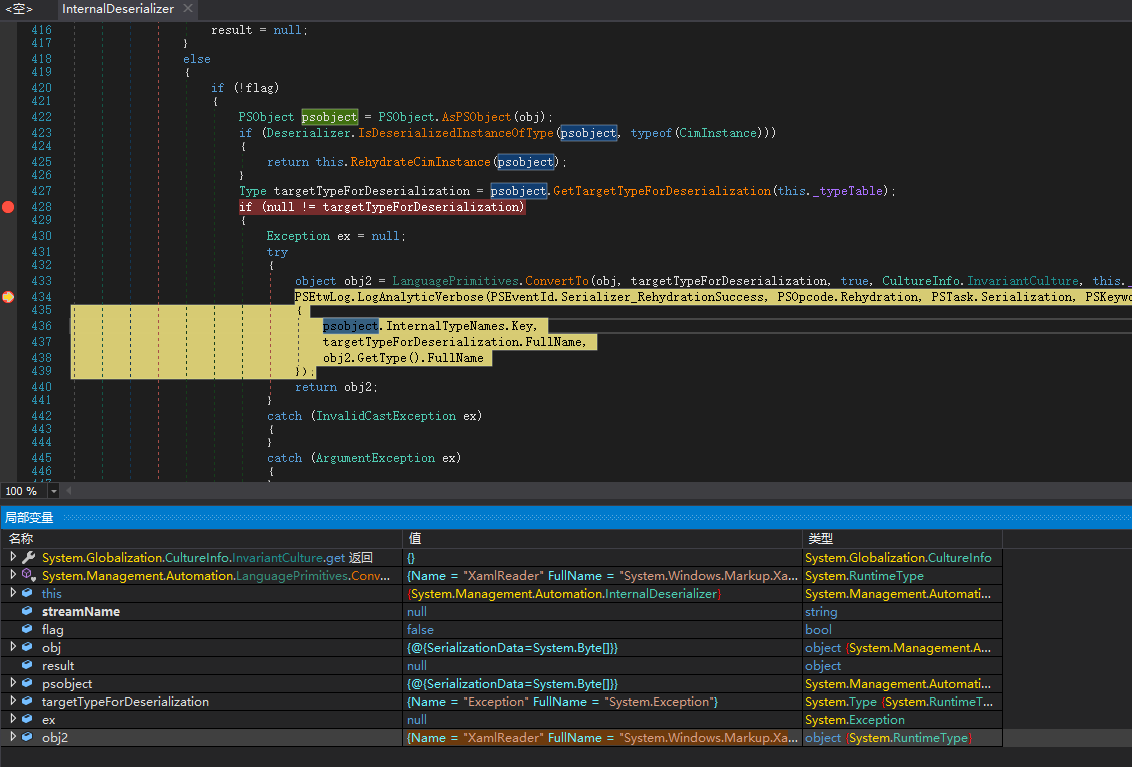 <空>
InternalDeserializer
416 result = null;
417 }
418 else
419 {
420 if (!flag)
421 {
422 PSObject psobject = PSObject.AsPSObject(obj);
423 if (Deserializer.IsDeserializedInstanceOfType(psobject, typeof(CimInstance)))
424 {
425 return this.RehydrateCimInstance(psobject);
426 }
427 Type targetTypeForDeserialization = psobject.GetTargetTypeForDeserialization(this._typeTable);
428 if (null != targetTypeForDeserialization)
429 {
430 Exception ex = null;
431 try
432 {
433 object obj2 = LanguagePrimitives.ConvertTo(obj, targetTypeForDeserialization, true, CultureInfo.InvariantCulture, this._
434 PSEtwLog.LogAnalyticVerbose(PSEventId.Serializer_RehydrationSuccess, PSOpcode.Rehydration, PSTask.Serialization, PSKeywo
435 {
436 psobject.InternalTypeNames.Key,
437 targetTypeForDeserialization.FullName,
438 obj2.GetType().FullName
439 });
440 return obj2;
441 }
442 catch (InvalidCastException ex)
443 {
444 }
445 catch (ArgumentException ex)
446 {
100 %
局部变量
名称 值 类型
System.Globalization.CultureInfo.InvariantCulture.get 返回 {} System.Globalization.CultureInfo
System.Management.Automation.LanguagePrimitives.Conv... {Name = "XamlReader" FullName = "System.Windows.Markup.Xa... System.RuntimeType
this {System.Management.Automation.InternalDeserializer} System.Management.Automati...
streamName null string
flag false bool
obj {@{SerializationData=System.Byte[]}} object {System.Management.A...
result null object
psobject {@{SerializationData=System.Byte[]}} System.Management.Automati...
targetTypeForDeserialization {Name = "Exception" FullName = "System.Exception"} System.Type {System.RuntimeT...
ex null System.Exception
obj2 {Name = "XamlReader" FullName = "System.Windows.Markup.Xa... object {System.RuntimeType}